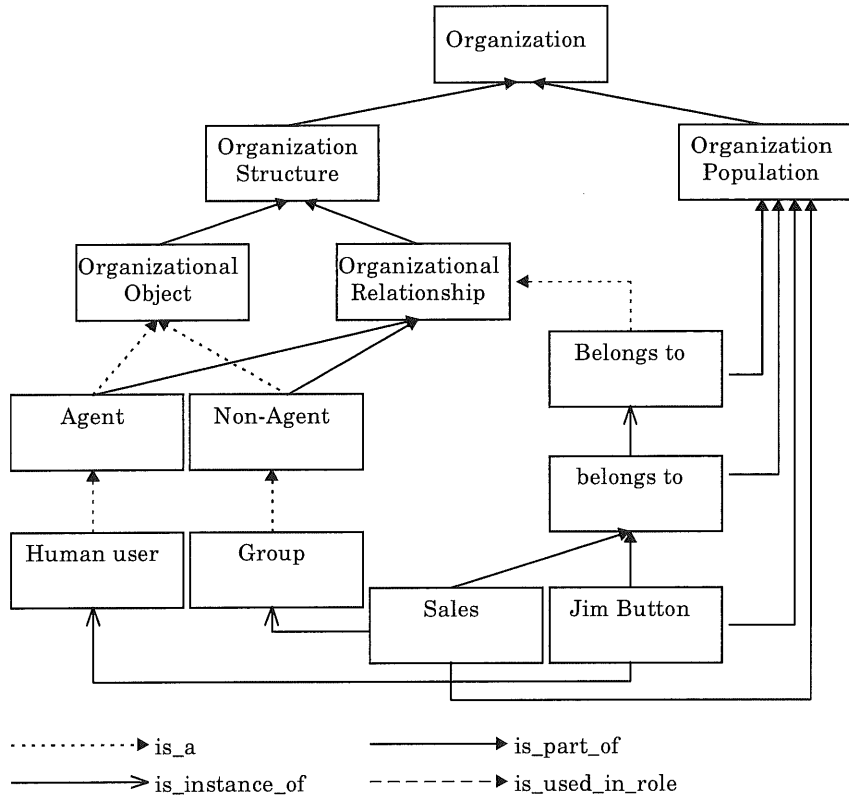 Organization
Organization
Structure
Organization
Population
Organizational
Object
Organizational
Relationship
Belongs to
Agent
Non-Agent
belongs to
Human user
Group
Sales
Jim Button
is_a
is_part_of
is_instance_of
is_used_in_role